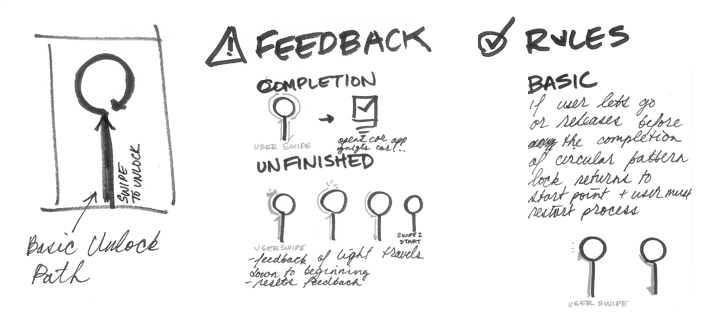 SWIPE
TO UNLOCK
Basic Unlock
Path
FEEDBACK
COMPLETION
USER SWIPE
opens car app
car!..
UNFINISHED
USER SWIPE
SWIPE 2
START
-feedback of light travels
down to beginning
-resets feedback
RULES
BASIC
if user lets go
or releases before
the completion
of circular pattern
lock returns to
start point + user must
restart process
USER SWIPE